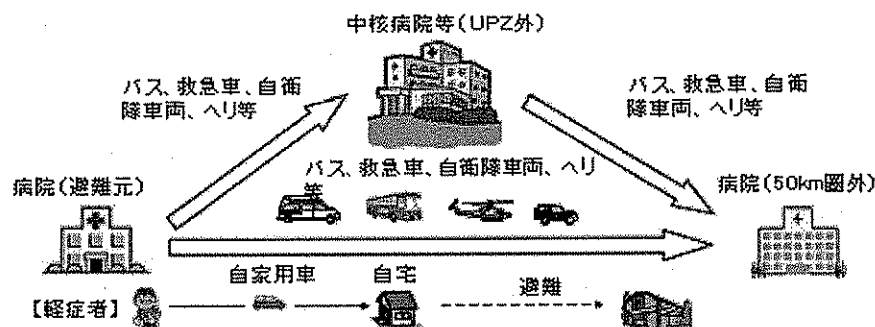 中核病院等(UPZ外)
バス、救急車、自衛
隊車両、ヘリ等
バス、救急車、自衛
隊車両、ヘリ等
バス、救急車、自衛隊車両、ヘリ
等
病院(避難元)
病院(50km圏外)
自家用車
自宅
避難
【軽症者】